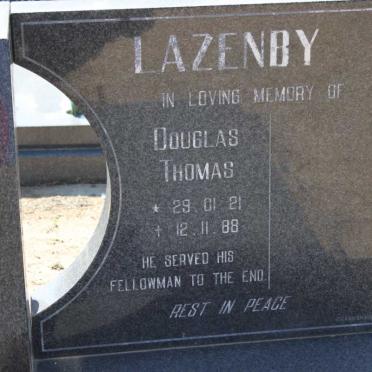 LAZENBY
IN LOVING MEMORY OF
DOUGLAS
THOMAS
* 29.01.21
† 12.11.88
HE SERVED HIS
FELLOWMAN TO THE END
REST IN PEACE